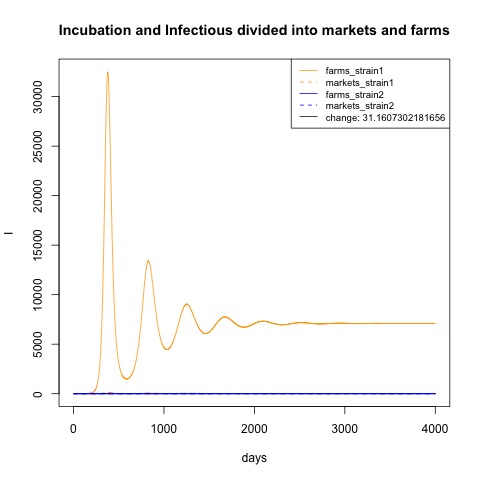 Incubation and Infectious divided into markets and farms
farms_strain1
markets_strain1
farms_strain2
markets_strain2
change: 31.1607302181656
30000
25000
20000
15000
10000
5000
0
I
0 1000 2000 3000 4000
days